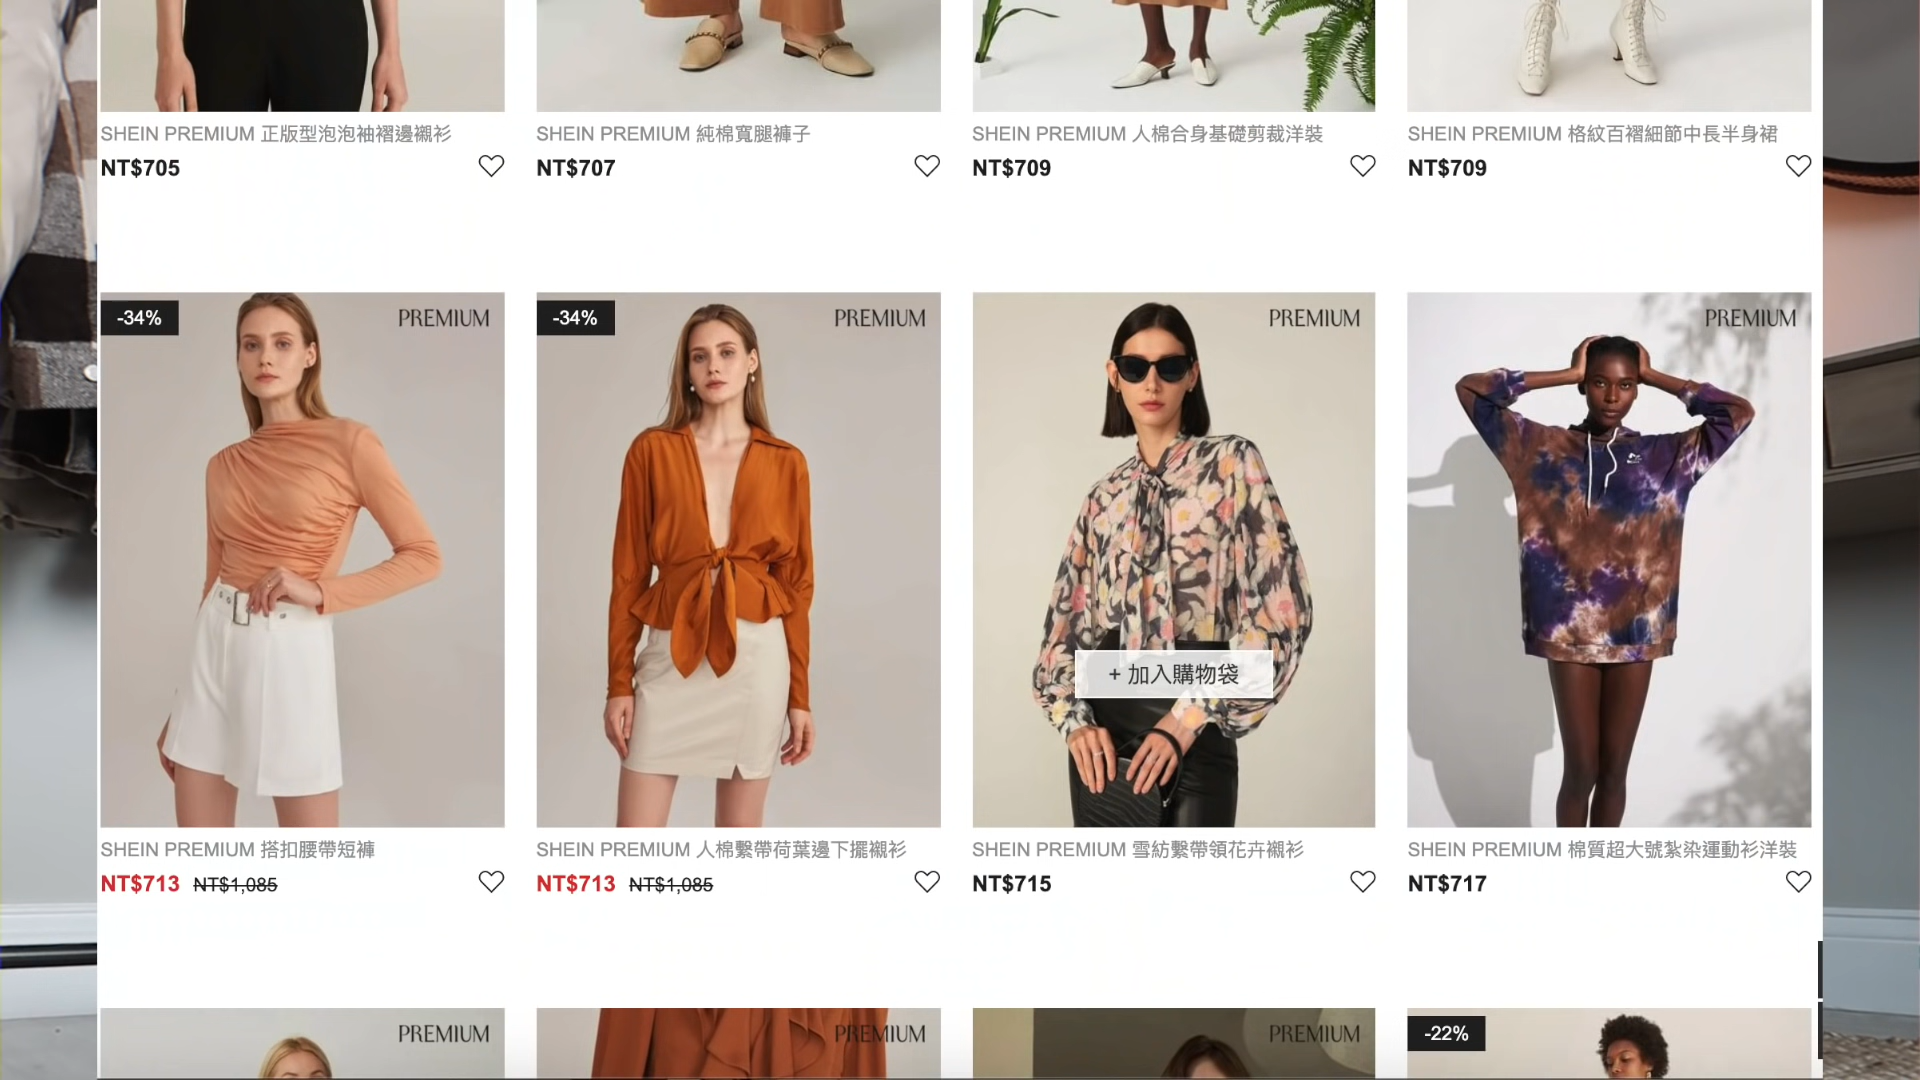 SHEIN PREMIUM 正版型泡泡袖褶邊襯衫
NT$705
SHEIN PREMIUM 純棉寬腿褲子
NT$707
SHEIN PREMIUM 人棉合身基礎剪裁洋裝
NT$709
SHEIN PREMIUM 格紋百褶細節中長半身裙
NT$709
-34%
PREMIUM
SHEIN PREMIUM 搭扣腰帶短褲
NT$713 NT$1,085
-34%
PREMIUM
SHEIN PREMIUM 人棉繫帶荷葉邊下擺襯衫
NT$713 NT$1,085
PREMIUM
+ 加入購物袋
SHEIN PREMIUM 雪紡繫帶領花卉襯衫
NT$715
PREMIUM
SHEIN PREMIUM 棉質超大號紮染運動衫洋裝
NT$717
PREMIUM
PREMIUM
PREMIUM
-22%